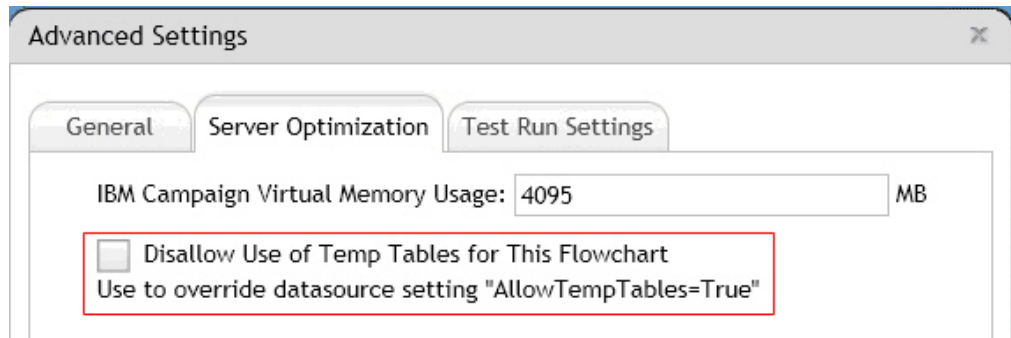 Advanced Settings
General
Server Optimization
Test Run Settings
IBM Campaign Virtual Memory Usage: 4095 MB
Disallow Use of Temp Tables for This Flowchart
Use to override datasource setting "AllowTempTables=True"